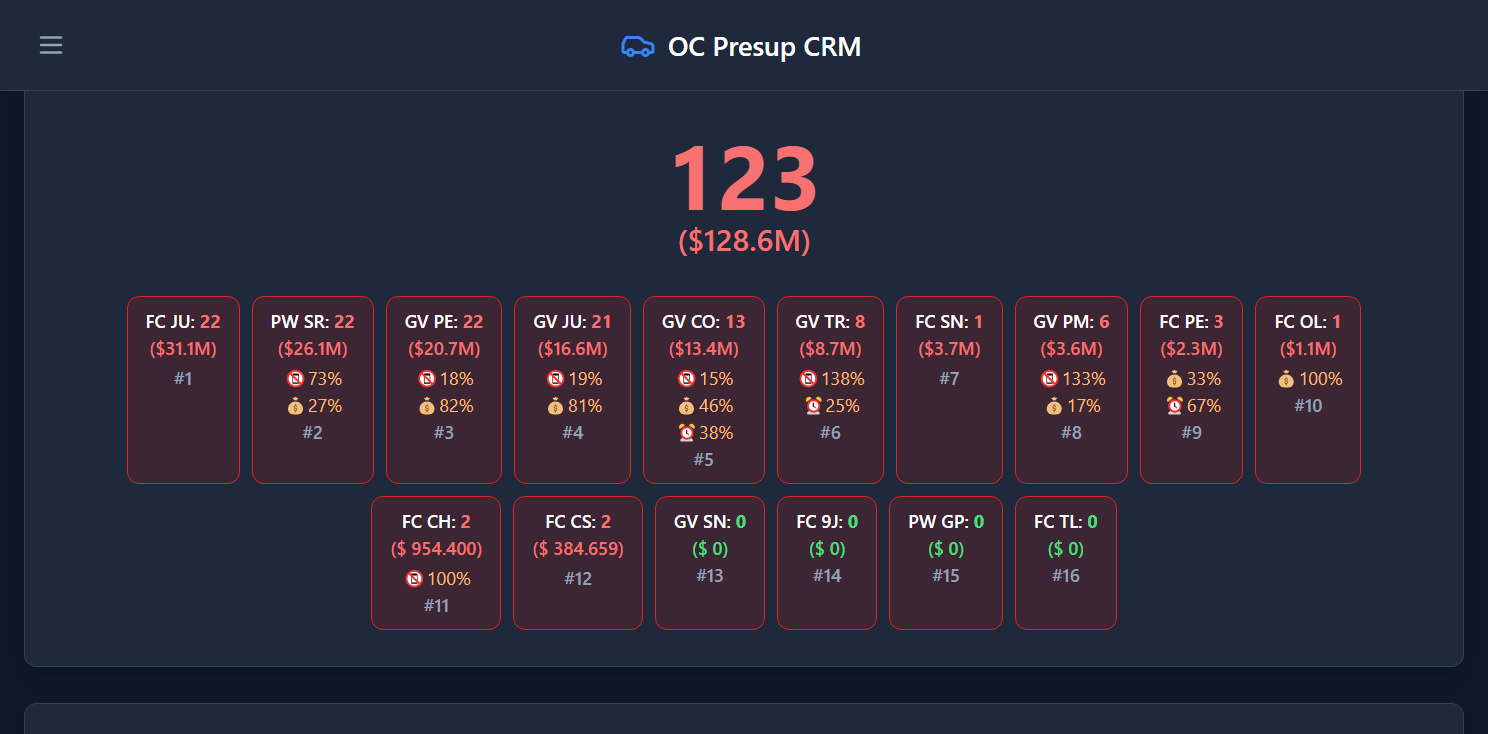 OC Presup CRM
123
($128.6M)
FC JU: 22
($31.1M)
#1
PW SR: 22
($26.1M)
📵 73%
💰 27%
#2
GV PE: 22
($20.7M)
📵 18%
💰 82%
#3
GV JU: 21
($16.6M)
📵 19%
💰 81%
#4
GV CO: 13
($13.4M)
📵 15%
💰 46%
⏰ 38%
#5
GV TR: 8
($8.7M)
📵 138%
⏰ 25%
#6
FC SN: 1
($3.7M)
#7
GV PM: 6
($3.6M)
📵 133%
💰 17%
#8
FC PE: 3
($2.3M)
💰 33%
⏰ 67%
#9
FC OL: 1
($1.1M)
💰 100%
#10
FC CH: 2
($ 954.400)
📵 100%
#11
FC CS: 2
($ 384.659)
#12
GV SN: 0
($ 0)
#13
FC 9J: 0
($ 0)
#14
PW GP: 0
($ 0)
#15
FC TL: 0
($ 0)
#16